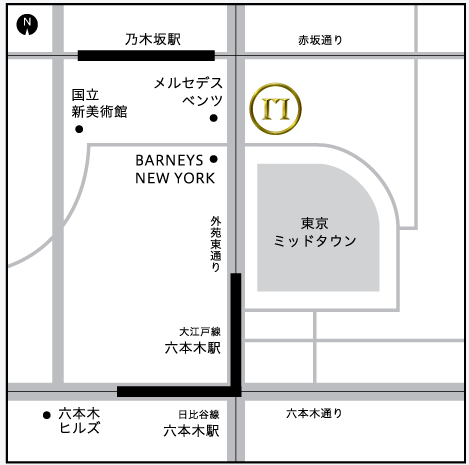 N
乃木坂駅
赤坂通り
メルセデス
ベンツ
国立
新美術館
BARNEYS
NEW YORK
外苑東通り
東京
ミッドタウン
大江戸線
六本木駅
六本木
ヒルズ
日比谷線
六本木駅
六本木通り